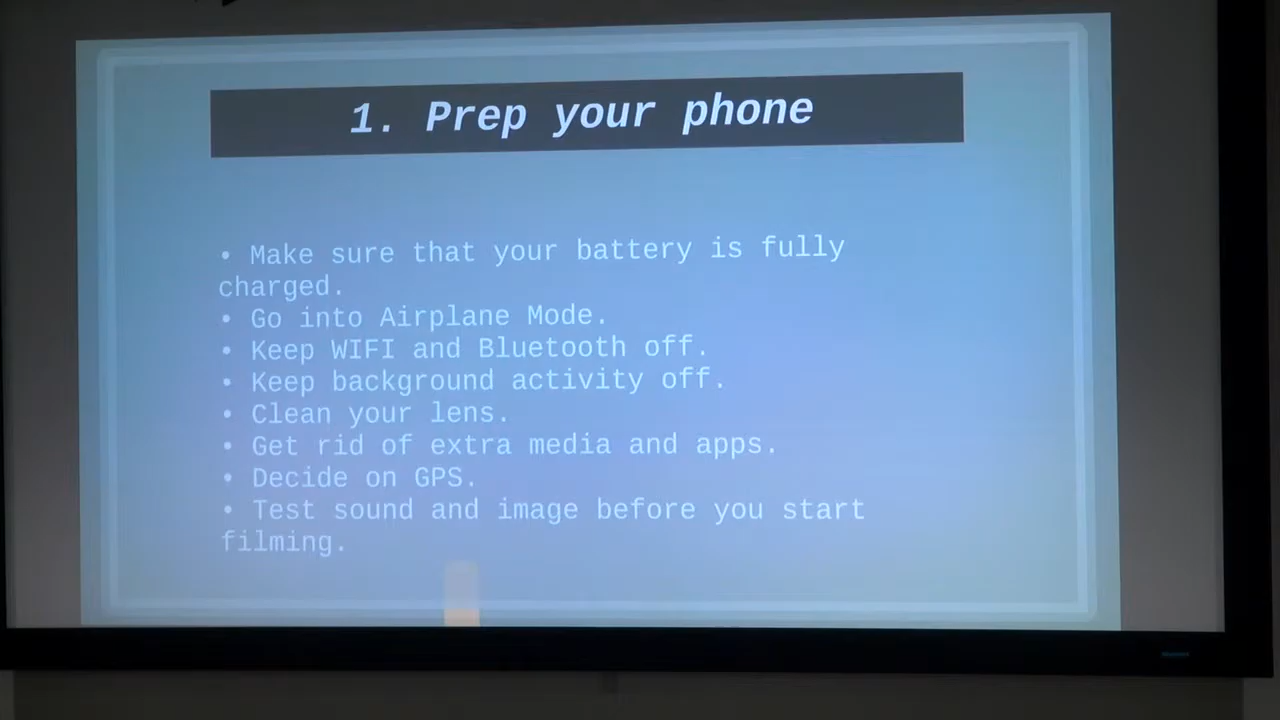 1. Prep your phone
• Make sure that your battery is fully
charged.
• Go into Airplane Mode.
• Keep WIFI and Bluetooth off.
• Keep background activity off.
• Clean your lens.
• Get rid of extra media and apps.
• Decide on GPS.
• Test sound and image before you start
filming.